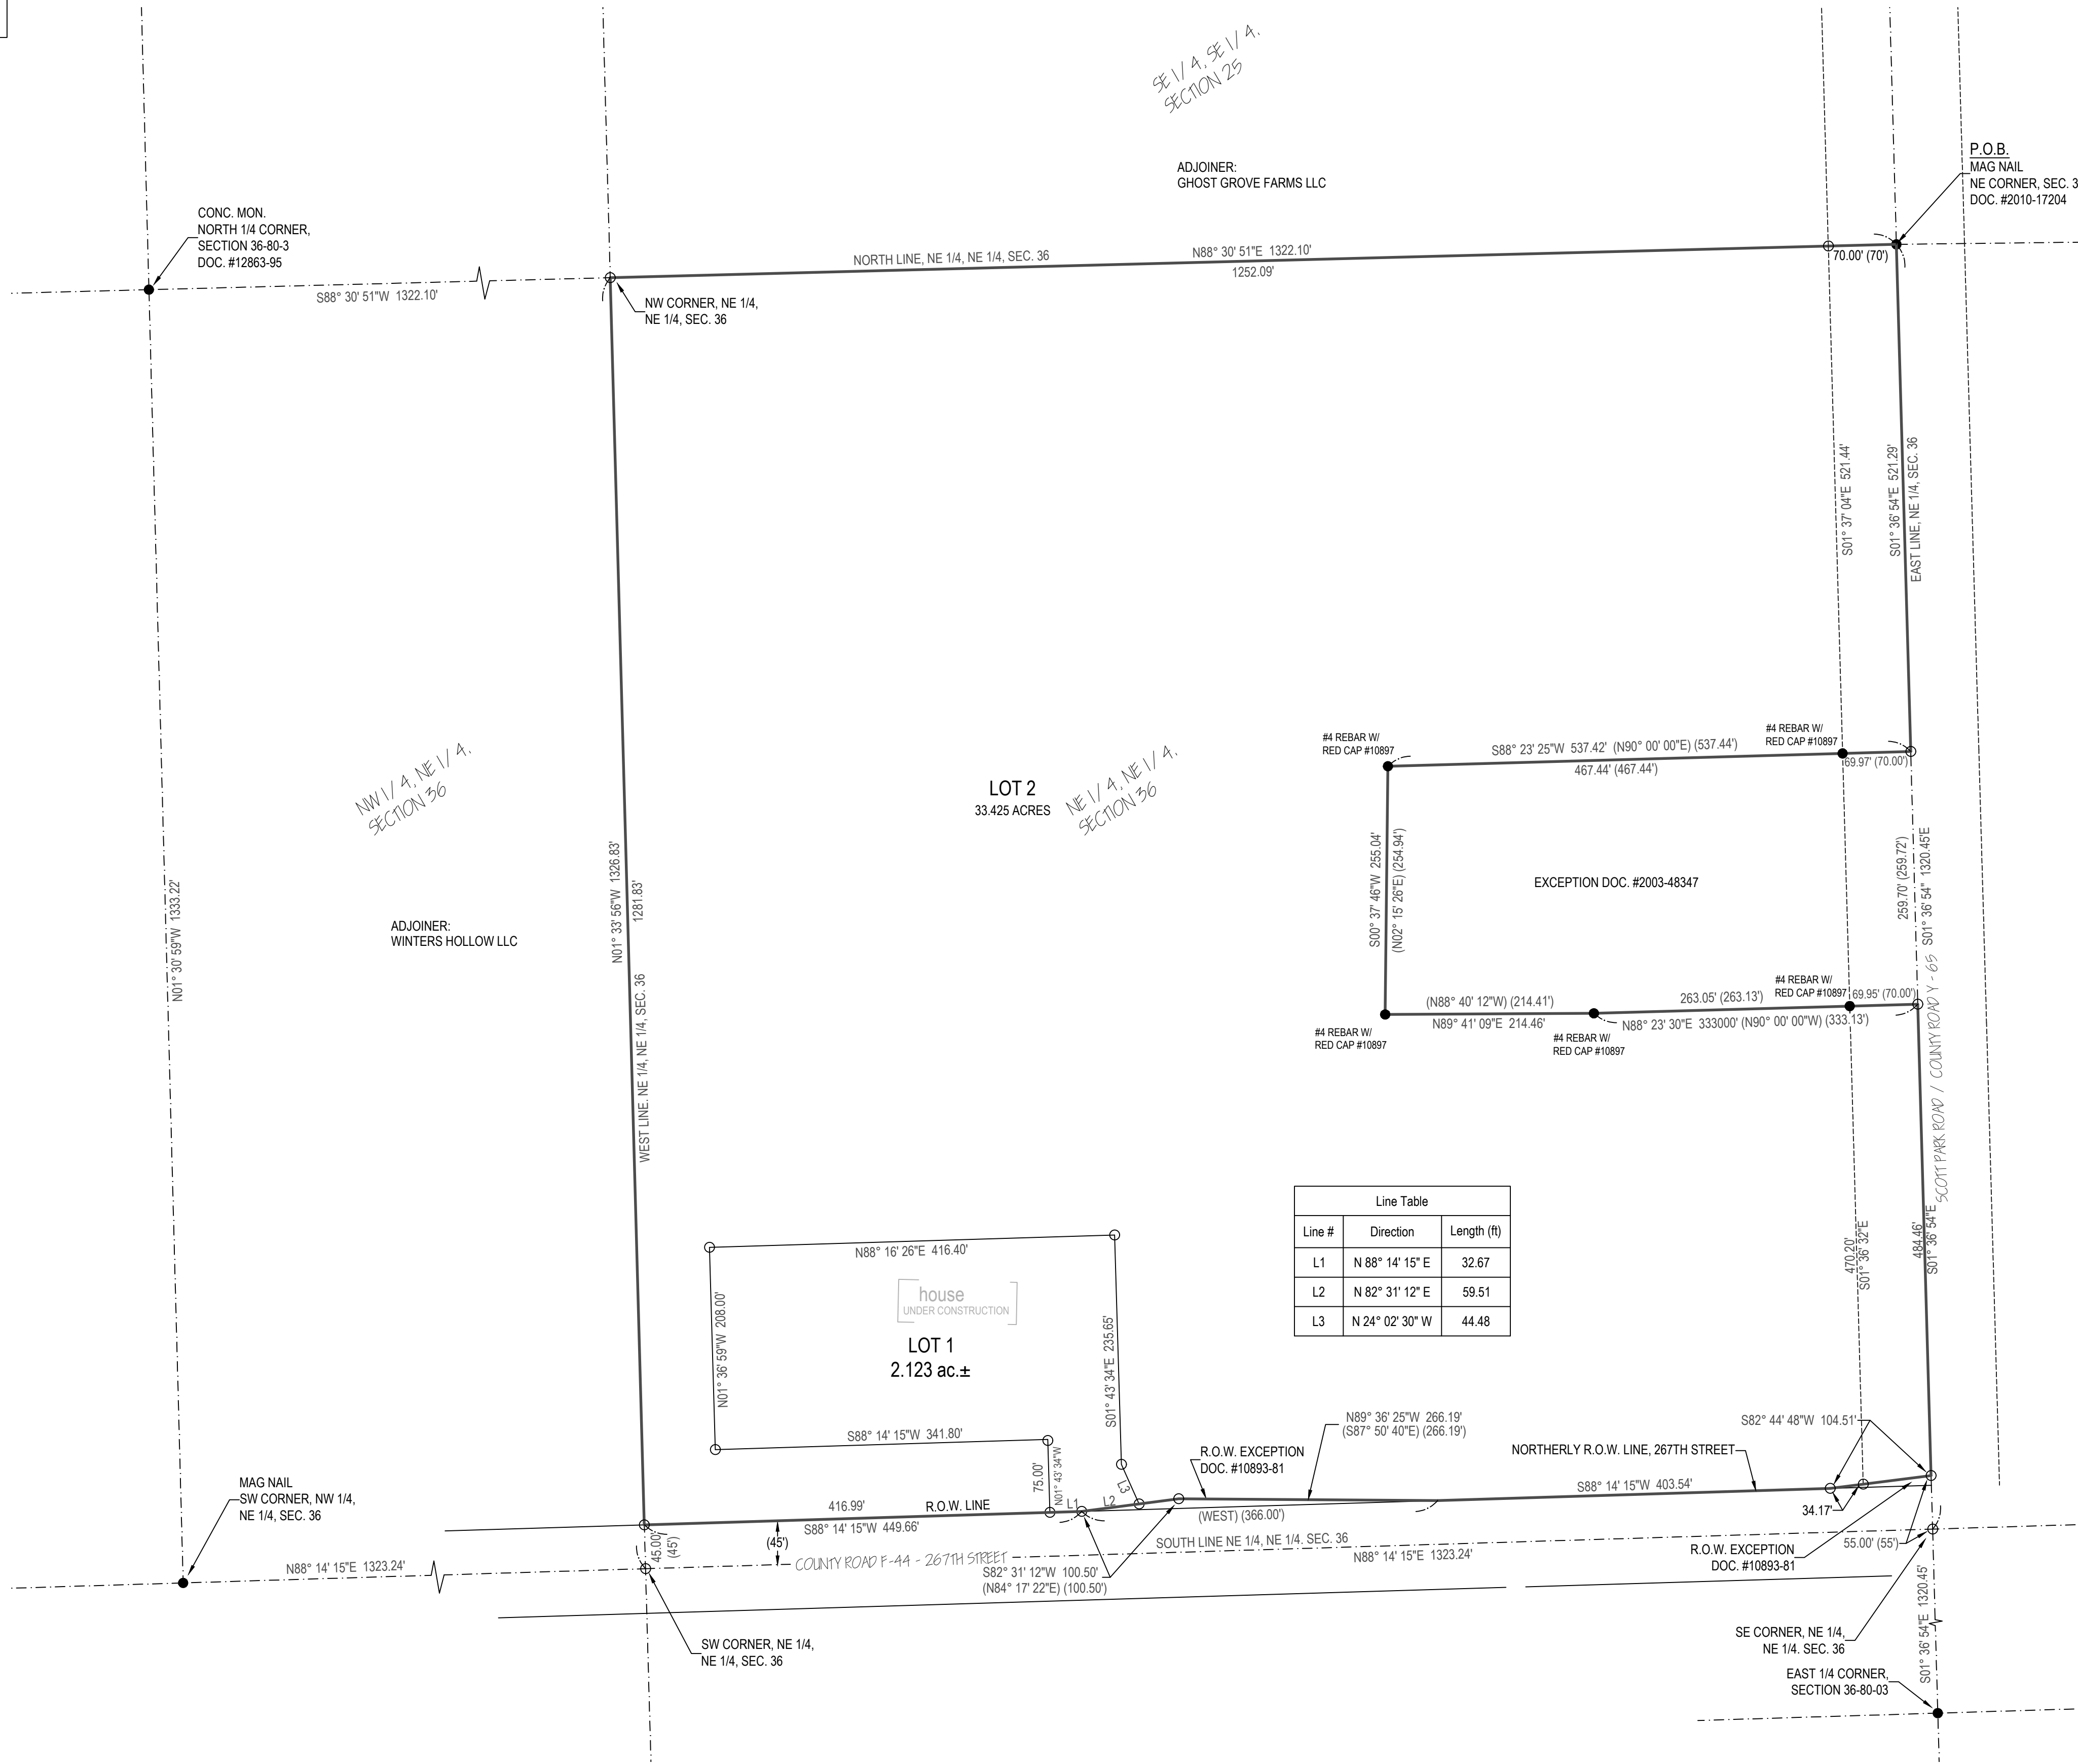 SE 1/4, SE 1/4,
SECTION 25
ADJOINER:
GHOST GROVE FARMS LLC
P.O.B.
MAG NAIL
NE CORNER, SEC. 3
DOC. #2010-17204
CONC. MON.
NORTH 1/4 CORNER,
SECTION 36-80-3
DOC. #12863-95
S88° 30' 51"W 1322.10'
NORTH LINE, NE 1/4, NE 1/4, SEC. 36
N88° 30' 51"E 1322.10'
1252.09'
70.00' (70')
NW CORNER, NE 1/4,
NE 1/4, SEC. 36
S01° 37' 04"E 521.44'
S01° 36' 54"E 521.29'
EAST LINE, NE 1/4, SEC. 36
NW 1/4, NE 1/4,
SECTION 36
LOT 2
33.425 ACRES
NE 1/4, NE 1/4,
SECTION 36
#4 REBAR W/
RED CAP #10897
S88° 23' 25"W 537.42' (N90° 00' 00"E) (537.44')
467.44' (467.44')
#4 REBAR W/
RED CAP #10897
69.97' (70.00')
N01° 30' 59"W 1333.22'
ADJOINER:
WINTERS HOLLOW LLC
N01° 33' 56"W 1326.83'
1281.83'
WEST LINE. NE 1/4, NE 1/4, SEC. 36
S00° 37' 46"W 255.04'
(N02° 15' 26"E) (254.94')
EXCEPTION DOC. #2003-48347
259.70' (259.72')
S01° 36' 54" 1320.45'E
SCOTT PARK ROAD / COUNTY ROAD Y - 65
(N88° 40' 12"W) (214.41')
N89° 41' 09"E 214.46'
263.05' (263.13')
N88° 23' 30"E 333000' (N90° 00' 00"W) (333.13')
#4 REBAR W/
RED CAP #10897
69.95' (70.00')
#4 REBAR W/
RED CAP #10897
#4 REBAR W/
RED CAP #10897
Line Table
Line # Direction Length (ft)
L1 N 88° 14' 15" E 32.67
L2 N 82° 31' 12" E 59.51
L3 N 24° 02' 30" W 44.48
470.20'
S01° 36' 32"E
484.46'
S01° 36' 54"E
N88° 16' 26"E 416.40'
house
UNDER CONSTRUCTION
LOT 1
2.123 ac.±
N01° 36' 59"W 208.00'
S01° 43' 34"E 235.65'
S88° 14' 15"W 341.80'
75.00'
N01° 43' 34"W
L3
L1
L2
R.O.W. EXCEPTION
DOC. #10893-81
N89° 36' 25"W 266.19'
(S87° 50' 40"E) (266.19')
NORTHERLY R.O.W. LINE, 267TH STREET
S82° 44' 48"W 104.51'
S88° 14' 15"W 403.54'
34.17'
MAG NAIL
SW CORNER, NW 1/4,
NE 1/4, SEC. 36
416.99'
R.O.W. LINE
S88° 14' 15"W 449.66'
45.00'
(45')
(45')
(WEST) (366.00')
SOUTH LINE NE 1/4, NE 1/4. SEC. 36
N88° 14' 15"E 1323.24'
COUNTY ROAD F-44 - 267TH STREET
S82° 31' 12"W 100.50'
(N84° 17' 22"E) (100.50')
R.O.W. EXCEPTION
DOC. #10893-81
55.00' (55')
N88° 14' 15"E 1323.24'
SW CORNER, NE 1/4,
NE 1/4, SEC. 36
SE CORNER, NE 1/4,
NE 1/4. SEC. 36
S01° 36' 54"E 1320.45'
EAST 1/4 CORNER,
SECTION 36-80-03